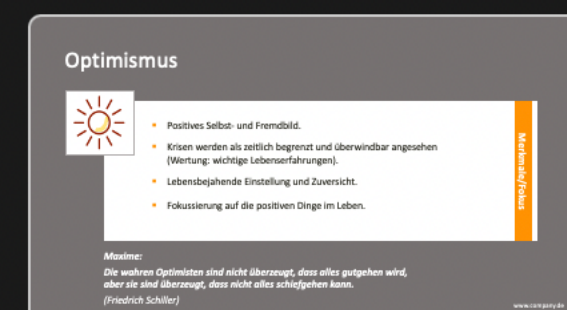 Optimismus
Positives Selbst- und Fremdbild.
Krisen werden als zeitlich begrenzt und überwindbar angesehen
(Wertung: wichtige Lebenserfahrungen).
Lebensbejahende Einstellung und Zuversicht.
Fokussierung auf die positiven Dinge im Leben.
Merkmale/Fokus
Maxime:
Die wahren Optimisten sind nicht überzeugt, dass alles gutgehen wird,
aber sie sind überzeugt, dass nicht alles schiefgehen kann.
(Friedrich Schiller)
www.company.de